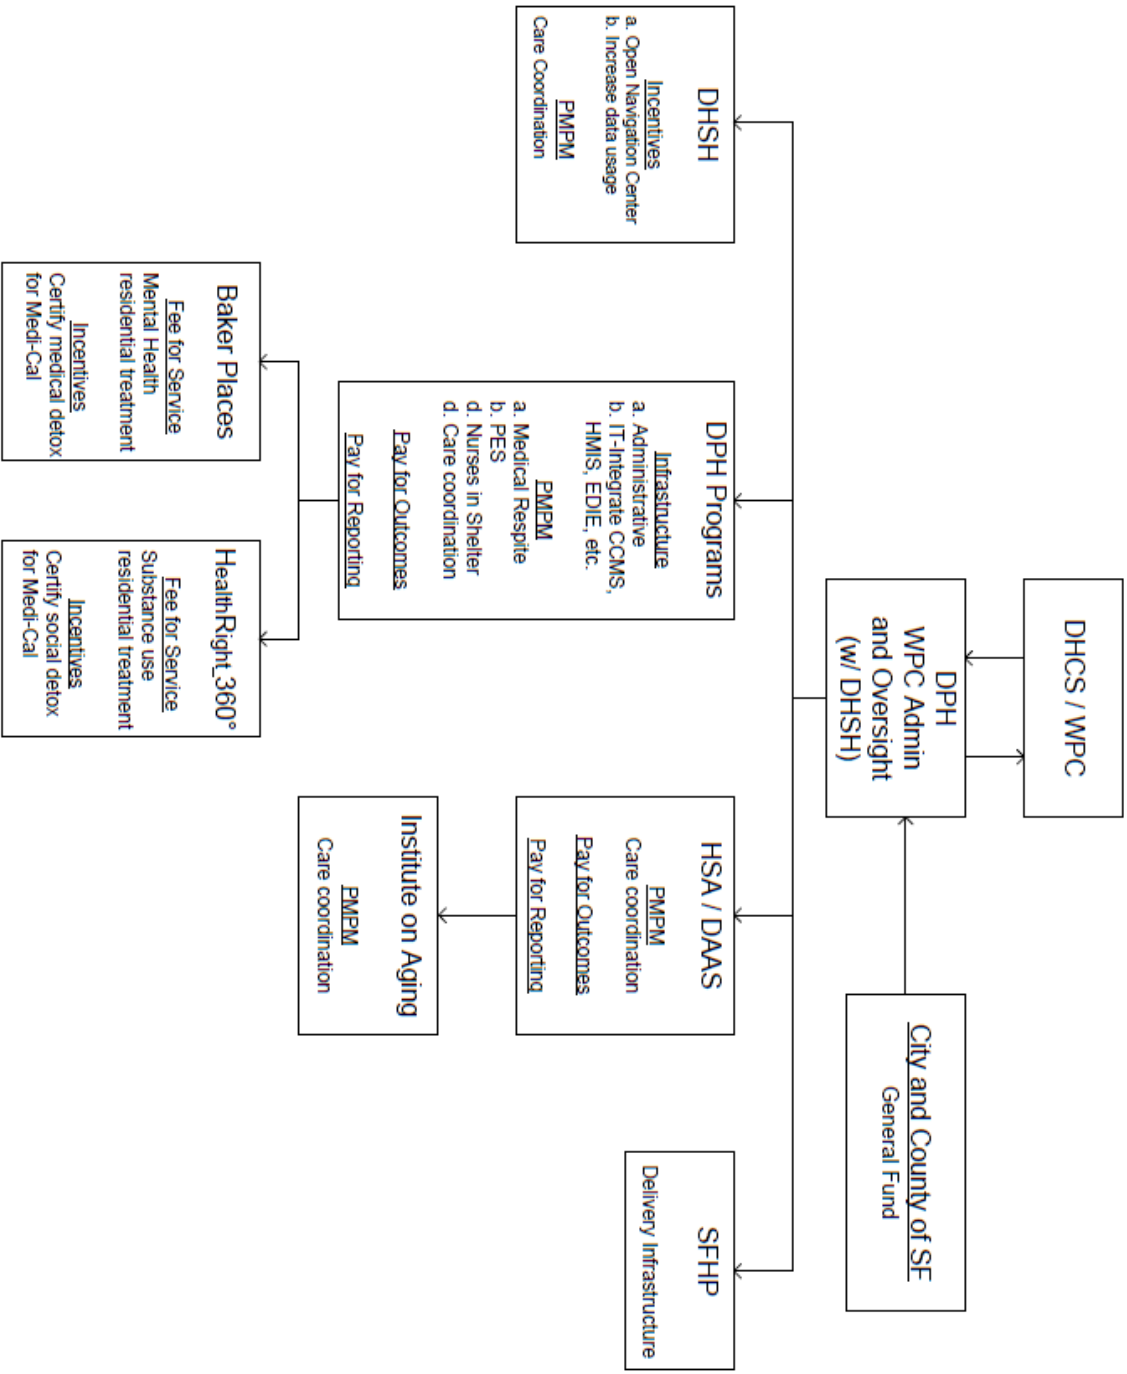 DHCS / WPC
DPH
WPC Admin
and Oversight
(w/ DHSH)
City and County of SF
General Fund
DHSH
Incentives
a. Open Navigation Center
b. Increase data usage
PMPM
Care Coordination
DPH Programs
Infrastructure
a. Administrative
b. IT-Integrate CCMS,
HMIS, EDIE, etc.
PMPM
a. Medical Respite
b. PES
d. Nurses in Shelter
d. Care coordination
Pay for Outcomes
Pay for Reporting
HSA / DAAS
PMPM
Care coordination
Pay for Outcomes
Pay for Reporting
SFHP
Delivery Infrastructure
Baker Places
Fee for Service
Mental Health
residential treatment
Incentives
Certify medical detox
for Medi-Cal
HealthRight_360°
Fee for Service
Substance use
residential treatment
Incentives
Certify social detox
for Medi-Cal
Institute on Aging
PMPM
Care coordination